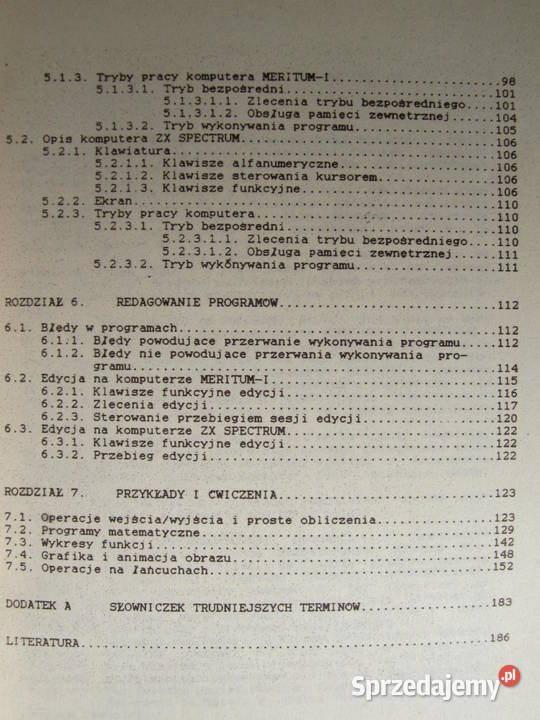 5.1.3. Tryby pracy komputera MERITUM-I........................98
5.1.3.1. Tryb bezpośredni........................101
5.1.3.1.1. Zlecenia trybu bezpośredniego...101
5.1.3.1.2. Obsługa pamięci zewnetrznej....104
5.1.3.2. Tryb wykonywania programu...............105
5.2. Opis komputera ZX SPECTRUM........................106
5.2.1. Klawiatura........................106
5.2.1.1. Klawisze alfanumeryczne...............106
5.2.1.2. Klawisze sterowania kursorem..........106
5.2.1.3. Klawisze funkcyjne....................106
5.2.2. Ekran........................110
5.2.3. Tryby pracy komputera........................110
5.2.3.1. Tryb bezpośredni........................110
5.2.3.1.1. Zlecenia trybu bezpośredniego...110
5.2.3.1.2. Obsługa pamieci zewnetrznej.....111
5.2.3.2. Tryb wykonywania programu...............111
ROZDZIAŁ 6. REDAGOWANIE PROGRAMOW........................112
6.1. Błedy w programach........................112
6.1.1. Błedy powodujace przerwanie wykonywania programu..112
6.1.2. Błedy nie powodujace przerwania wykonywania pro-
gramu........................114
6.2. Edycja na komputerze MERITUM-I........................115
6.2.1. Klawisze funkcyjne edycji........................116
6.2.2. Zlecenia edycji........................117
6.2.3. Sterowanie przebiegiem sesji edycji...............120
6.3. Edycja na komputerze ZX SPECTRUM........................122
6.3.1. Klawisze funkcyjne edycji........................122
6.3.2. Przebieg edycji........................122
ROZDZIAŁ 7. PRZYKŁADY I CWICZENIA........................123
7.1. Operacje wejścia/wyjścia i proste obliczenia...............123
7.2. Programy matematyczne........................129
7.3. Wykresy funkcji........................142
7.4. Grafika i animacja obrazu........................148
7.5. Operacje na łańcuchach........................152
DODATEK A SŁOWNICZEK TRUDNIEJSZYCH TERMINOW...............183
LITERATURA........................186
Sprzedajemy.pl